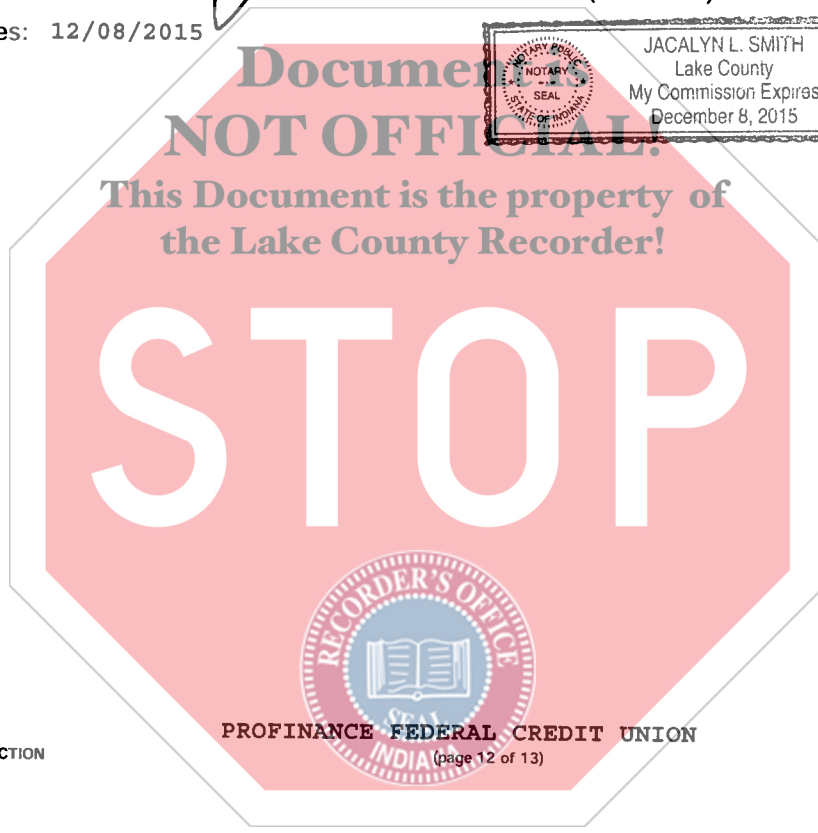 es: 12/08/2015
NOTARY PUBLIC
NOTARY
SEAL
STATE OF INDIANA
JACALYN L. SMITH
Lake County
My Commission Expires
December 8, 2015
Document is
NOT OFFICIAL!
This Document is the property of
the Lake County Recorder!
STOP
RECORDER'S OFFICE
SEAL
INDIANA
PROFINANCE FEDERAL CREDIT UNION
CTION
(page 12 of 13)